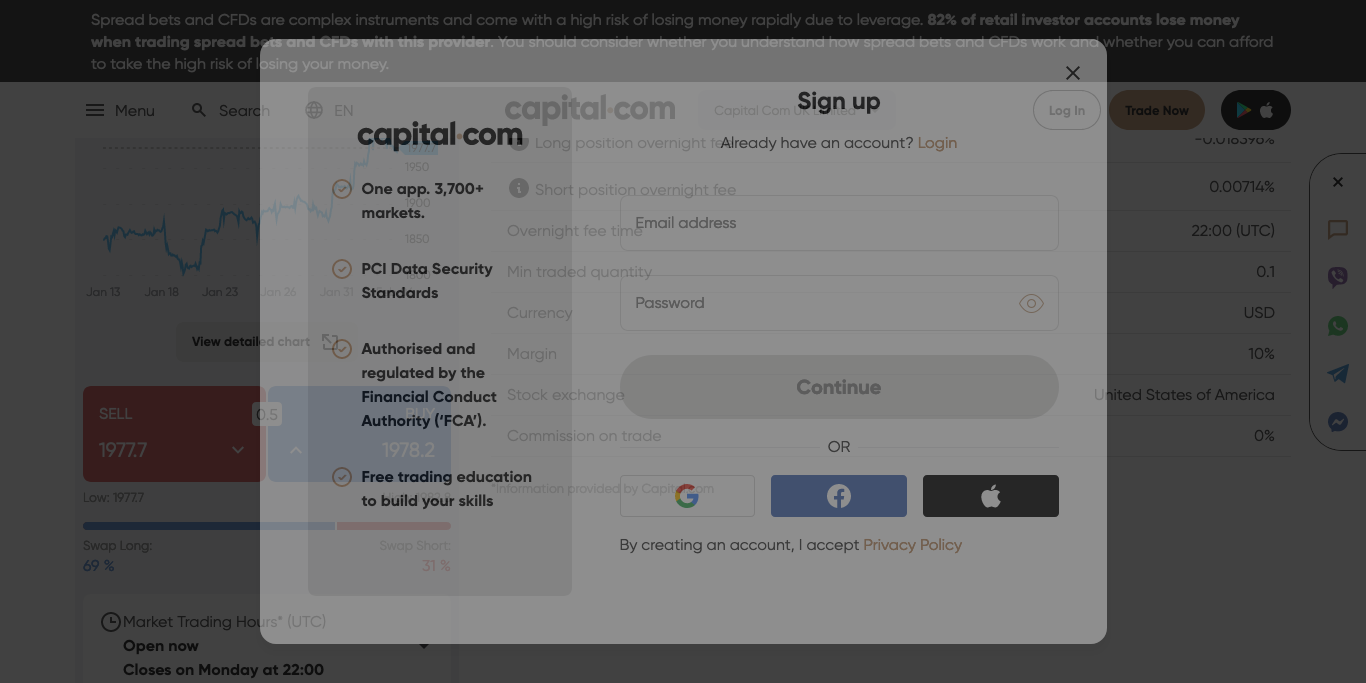 Spread bets and CFDs are complex instruments and come with a high risk of losing money rapidly due to leverage. 82% of retail investor accounts lose money
when trading spread bets and CFDs with this provider. You should consider whether you understand how spread bets and CFDs work and whether you can afford
to take the high risk of losing your money.
Menu
Search
EN
capital.com
Capital Com UK Limited
Log In
Trade Now
Sign up
Already have an account? Login
Email address
Password
Continue
OR
By creating an account, I accept Privacy Policy
capital.com
One app. 3,700+
markets.
PCI Data Security
Standards
Authorised and
regulated by the
Financial Conduct
Authority (‘FCA’).
Free trading education
to build your skills
1950
1900
1850
Jan 13
Jan 18
Jan 23
Jan 26
Jan 31
View detailed chart
SELL
1977.7
0.5
BUY
1978.2
Low: 1977.7
Swap Long:
69 %
Swap Short:
31 %
Market Trading Hours* (UTC)
Open now
Closes on Monday at 22:00
Long position overnight fee
-0.018396%
Short position overnight fee
0.00714%
Overnight fee time
22:00 (UTC)
Min traded quantity
0.1
Currency
USD
Margin
10%
Stock exchange
United States of America
Commission on trade
0%
*Information provided by Capital.com